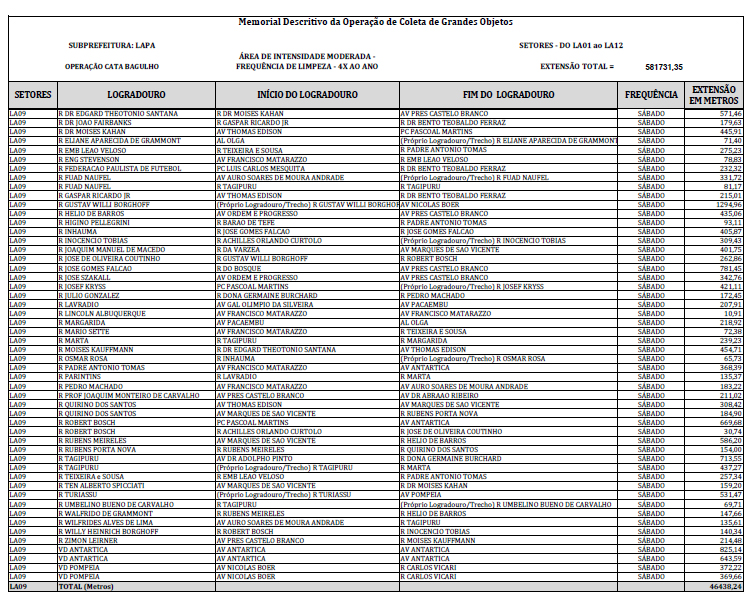 Memorial Descritivo da Operação de Coleta de Grandes Objetos
SUBPREFEITURA: LAPA SETORES - DO LA01 ao LA12
OPERAÇÃO CATA BAGULHO ÁREA DE INTENSIDADE MODERADA - FREQUÊNCIA DE LIMPEZA - 4X AO ANO EXTENSÃO TOTAL = 581731,35
SETORES LOGRADOURO INÍCIO DO LOGRADOURO FIM DO LOGRADOURO FREQUÊNCIA EXTENSÃO EM METROS
LA09 R DR EDGARD THEOTONIO SANTANA R DR MOISES KAHAN AV PRES CASTELO BRANCO SÁBADO 571,46
LA09 R DR JOAO FAIRBANKS R GASPAR RICARDO JR R DR BENTO TEOBALDO FERRAZ SÁBADO 179,63
LA09 R DR MOISES KAHAN AV THOMAS EDISON PC PASCOAL MARTINS SÁBADO 445,91
LA09 R ELIANE APARECIDA DE GRAMMONT AL OLGA (Próprio Logradouro/Trecho) R ELIANE APARECIDA DE GRAMMONT SÁBADO 71,40
LA09 R EMB LEAO VELOSO R TEIXEIRA E SOUSA R PADRE ANTONIO TOMAS SÁBADO 275,23
LA09 R ENG STEVENSON AV FRANCISCO MATARAZZO R EMB LEAO VELOSO SÁBADO 78,83
LA09 R FEDERACAO PAULISTA DE FUTEBOL PC LUIS CARLOS MESQUITA R DR BENTO TEOBALDO FERRAZ SÁBADO 232,32
LA09 R FUAD NAUFEL AV AURO SOARES DE MOURA ANDRADE (Próprio Logradouro/Trecho) R FUAD NAUFEL SÁBADO 331,72
LA09 R FUAD NAUFEL R TAGIPURU R TAGIPURU SÁBADO 81,17
LA09 R GASPAR RICARDO JR AV THOMAS EDISON R DR BENTO TEOBALDO FERRAZ SÁBADO 215,01
LA09 R GUSTAV WILLI BORGHOFF (Próprio Logradouro/Trecho) R GUSTAV WILLI BORGHOF AV NICOLAS BOER SÁBADO 1294,96
LA09 R HELIO DE BARROS AV ORDEM E PROGRESSO AV PRES CASTELO BRANCO SÁBADO 435,06
LA09 R HIGINO PELLEGRINI R BARAO DE TEFE R PADRE ANTONIO TOMAS SÁBADO 93,11
LA09 R INHAUMA R JOSE GOMES FALCAO R JOSE GOMES FALCAO SÁBADO 405,87
LA09 R INOCENCIO TOBIAS R ACHILLES ORLANDO CURTOLO (Próprio Logradouro/Trecho) R INOCENCIO TOBIAS SÁBADO 309,43
LA09 R JOAQUIM MANUEL DE MACEDO R DA VARZEA AV MARQUES DE SAO VICENTE SÁBADO 401,75
LA09 R JOSE DE OLIVEIRA COUTINHO R GUSTAV WILLI BORGHOFF R ROBERT BOSCH SÁBADO 262,86
LA09 R JOSE GOMES FALCAO R DO BOSQUE AV PRES CASTELO BRANCO SÁBADO 781,45
LA09 R JOSE SZAKALL AV ORDEM E PROGRESSO AV PRES CASTELO BRANCO SÁBADO 342,76
LA09 R JOSEF KRYSS PC PASCOAL MARTINS (Próprio Logradouro/Trecho) R JOSEF KRYSS SÁBADO 421,11
LA09 R JULIO GONZALEZ R DONA GERMAINE BURCHARD R PEDRO MACHADO SÁBADO 172,45
LA09 R LAVRADIO AV GAL OLIMPIO DA SILVEIRA AV PACAEMBU SÁBADO 207,91
LA09 R LINCOLN ALBUQUERQUE AV FRANCISCO MATARAZZO AV FRANCISCO MATARAZZO SÁBADO 10,91
LA09 R MARGARIDA AV PACAEMBU AL OLGA SÁBADO 218,92
LA09 R MARIO SETTE AV FRANCISCO MATARAZZO R TEIXEIRA E SOUSA SÁBADO 72,38
LA09 R MARTA R TAGIPURU R MARGARIDA SÁBADO 239,23
LA09 R MOISES KAUFFMANN R DR EDGARD THEOTONIO SANTANA AV THOMAS EDISON SÁBADO 454,71
LA09 R OSMAR ROSA R INHAUMA (Próprio Logradouro/Trecho) R OSMAR ROSA SÁBADO 65,73
LA09 R PADRE ANTONIO TOMAS AV FRANCISCO MATARAZZO AV ANTARTICA SÁBADO 368,39
LA09 R PARINTINS R LAVRADIO R MARTA SÁBADO 135,37
LA09 R PEDRO MACHADO AV FRANCISCO MATARAZZO AV AURO SOARES DE MOURA ANDRADE SÁBADO 183,22
LA09 R PROF JOAQUIM MONTEIRO DE CARVALHO AV PRES CASTELO BRANCO AV DR ABRAAO RIBEIRO SÁBADO 211,02
LA09 R QUIRINO DOS SANTOS AV THOMAS EDISON AV MARQUES DE SAO VICENTE SÁBADO 308,42
LA09 R QUIRINO DOS SANTOS AV MARQUES DE SAO VICENTE R RUBENS PORTA NOVA SÁBADO 184,90
LA09 R ROBERT BOSCH PC PASCOAL MARTINS AV ANTARTICA SÁBADO 669,68
LA09 R ROBERT BOSCH R ACHILLES ORLANDO CURTOLO R JOSE DE OLIVEIRA COUTINHO SÁBADO 30,74
LA09 R RUBENS MEIRELES AV MARQUES DE SAO VICENTE R HELIO DE BARROS SÁBADO 586,20
LA09 R RUBENS PORTA NOVA R RUBENS MEIRELES R QUIRINO DOS SANTOS SÁBADO 154,00
LA09 R TAGIPURU AV DR ADOLPHO PINTO R DONA GERMAINE BURCHARD SÁBADO 713,55
LA09 R TAGIPURU (Próprio Logradouro/Trecho) R TAGIPURU R MARTA SÁBADO 437,27
LA09 R TEIXEIRA e SOUSA R EMB LEAO VELOSO R PADRE ANTONIO TOMAS SÁBADO 257,34
LA09 R TEN ALBERTO SPICCIATI AV MARQUES DE SAO VICENTE R DR MOISES KAHAN SÁBADO 159,20
LA09 R TURIASSU (Próprio Logradouro/Trecho) R TURIASSU AV POMPEIA SÁBADO 531,47
LA09 R UMBELINO BUENO DE CARVALHO R TAGIPURU (Próprio Logradouro/Trecho) R UMBELINO BUENO DE CARVALHO SÁBADO 69,71
LA09 R WALFRIDO DE GRAMMONT R RUBENS MEIRELES R HELIO DE BARROS SÁBADO 147,66
LA09 R WILFRIDES ALVES DE LIMA AV AURO SOARES DE MOURA ANDRADE R TAGIPURU SÁBADO 135,61
LA09 R WILLY HEINRICH BORGHOFF R ROBERT BOSCH R INOCENCIO TOBIAS SÁBADO 140,34
LA09 R ZIMON LEIRNER AV PRES CASTELO BRANCO R MOISES KAUFFMANN SÁBADO 214,48
LA09 VD ANTARTICA AV ANTARTICA AV ANTARTICA SÁBADO 825,14
LA09 VD ANTARTICA AV ANTARTICA AV ANTARTICA SÁBADO 643,59
LA09 VD POMPEIA AV NICOLAS BOER R CARLOS VICARI SÁBADO 372,22
LA09 VD POMPEIA AV NICOLAS BOER R CARLOS VICARI SÁBADO 369,66
LA09 TOTAL (Metros) 46438,24